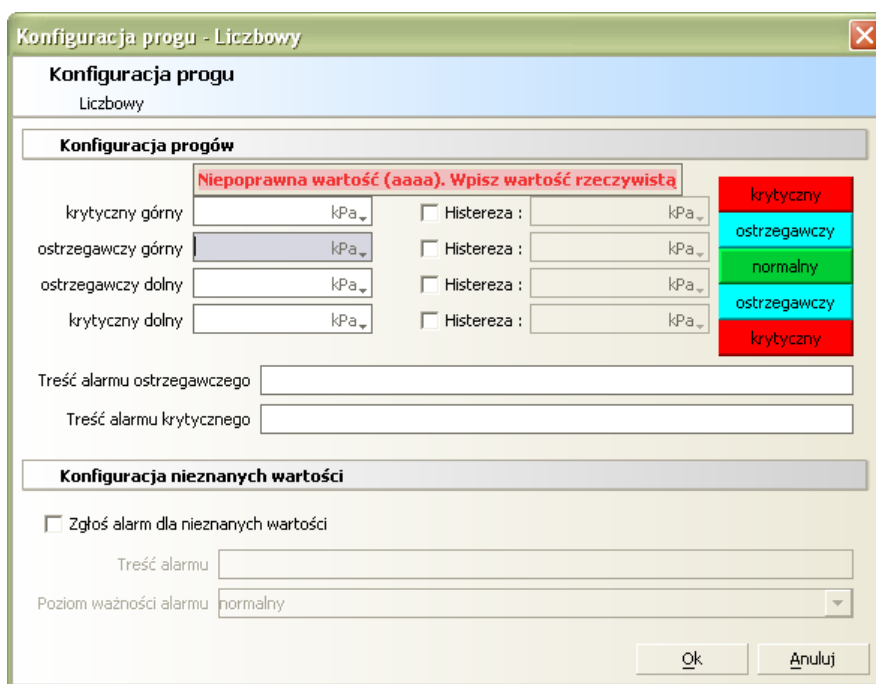 Konfiguracja progu - Liczbowy
Konfiguracja progu
Liczbowy
Konfiguracja progów
Niepoprawna wartość (aaaa). Wpisz wartość rzeczywistą
krytyczny górny kPa Histereza : kPa krytyczny
ostrzegawczy górny kPa Histereza : kPa ostrzegawczy
normalny
ostrzegawczy dolny kPa Histereza : kPa ostrzegawczy
krytyczny dolny kPa Histereza : kPa krytyczny
Treść alarmu ostrzegawczego
Treść alarmu krytycznego
Konfiguracja nieznanych wartości
Zgłoś alarm dla nieznanych wartości
Treść alarmu
Poziom ważności alarmu normalny
Ok Anuluj